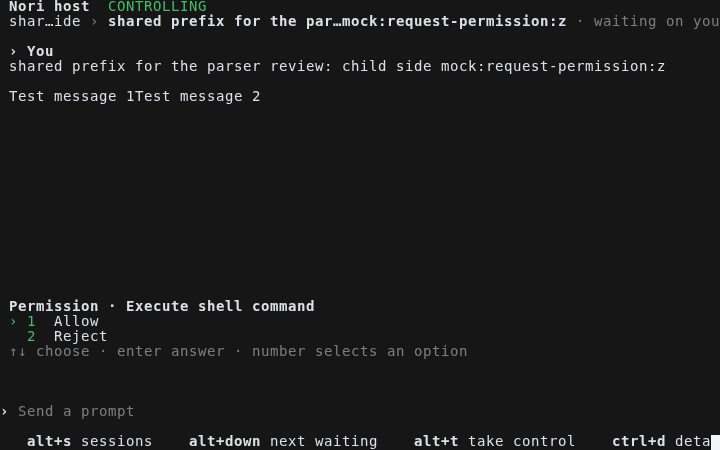 Nori host  CONTROLLING
shar…ide › shared prefix for the par…mock:request-permission:z · waiting on you
› You
shared prefix for the parser review: child side mock:request-permission:z
Test message 1Test message 2
Permission · Execute shell command
› 1  Allow
  2  Reject
↑↓ choose · enter answer · number selects an option
› Send a prompt
alt+s sessions    alt+down next waiting    alt+t take control    ctrl+d deta